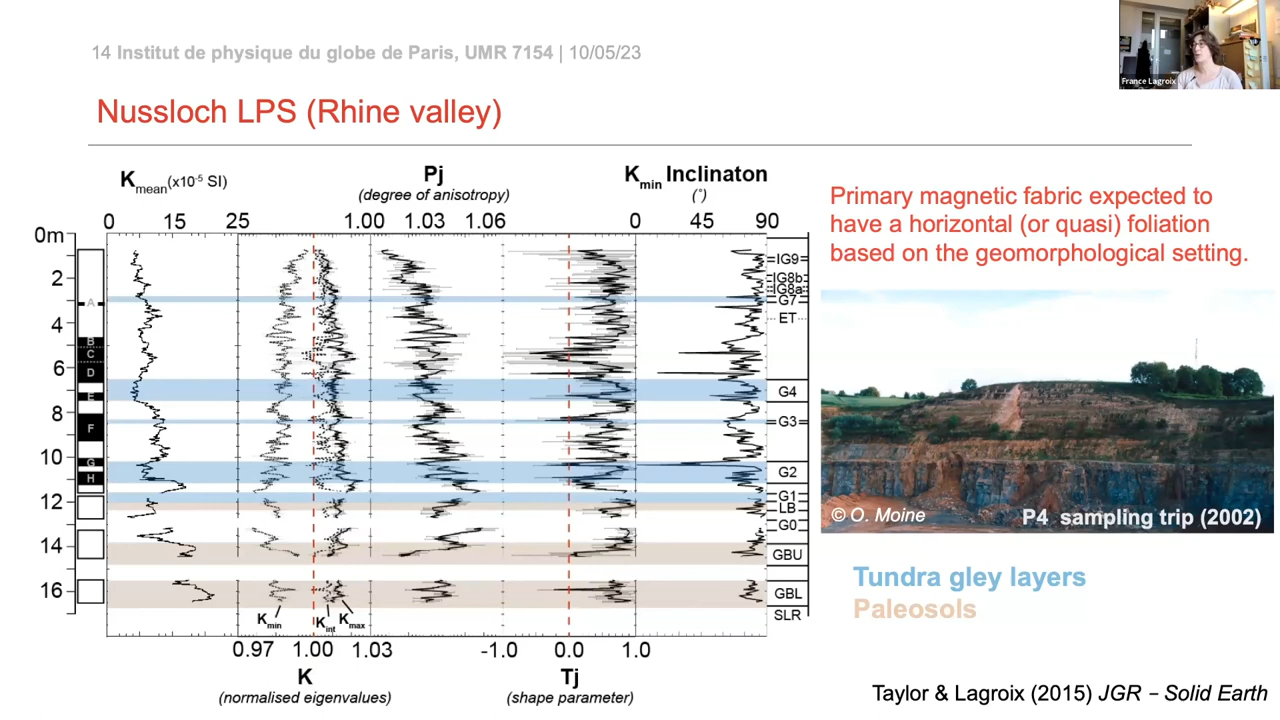 14 Institut de physique du globe de Paris, UMR 7154 | 10/05/23
France Lagroix
Nussloch LPS (Rhine valley)
Kmean (x10-5 SI)
Pj
(degree of anisotropy)
Kmin Inclinaton
(°)
0 15 25 1.00 1.03 1.06 0 45 90
0m
2
4
6
8
10
12
14
16
A
B
C
D
E
F
G
H
IG9
IG8b
IG8a
G7
ET
G4
G3
G2
G1
LB
G0
GBU
GBL
SLR
Kmin Kint Kmax
0.97 1.00 1.03 -1.0 0.0 1.0
K
(normalised eigenvalues)
Tj
(shape parameter)
Primary magnetic fabric expected to
have a horizontal (or quasi) foliation
based on the geomorphological setting.
© O. Moine
P4 sampling trip (2002)
Tundra gley layers
Paleosols
Taylor & Lagroix (2015) JGR – Solid Earth